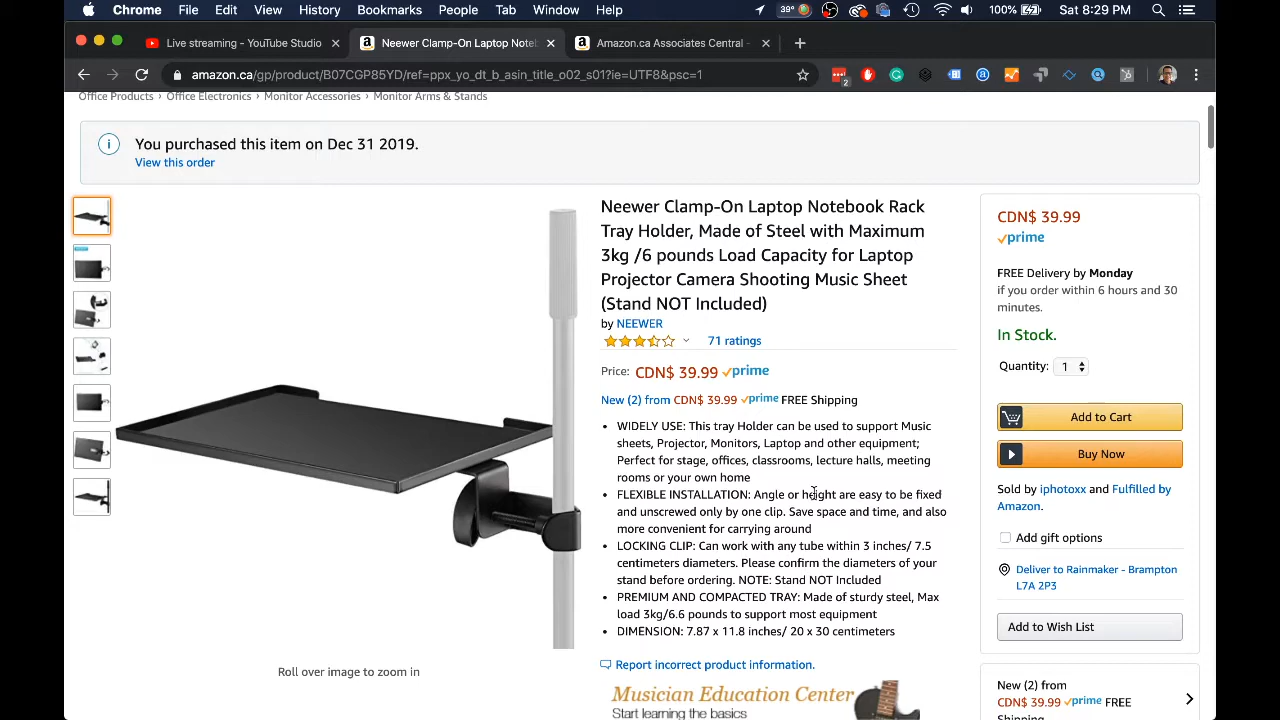 Chrome File Edit View History Bookmarks People Tab Window Help 39° 100% Sat 8:29 PM
Live streaming - YouTube Studio Neewer Clamp-On Laptop Noteb Amazon.ca Associates Central -
amazon.ca/gp/product/B07CGP85YD/ref=ppx_yo_dt_b_asin_title_o02_s01?ie=UTF8&psc=1 2
Office Products › Office Electronics › Monitor Accessories › Monitor Arms & Stands
i You purchased this item on Dec 31 2019.
View this order
Neewer Clamp-On Laptop Notebook Rack
Tray Holder, Made of Steel with Maximum
3kg /6 pounds Load Capacity for Laptop
Projector Camera Shooting Music Sheet
(Stand NOT Included)
by NEEWER
71 ratings
Price: CDN$ 39.99 prime
New (2) from CDN$ 39.99 prime FREE Shipping
• WIDELY USE: This tray Holder can be used to support Music
sheets, Projector, Monitors, Laptop and other equipment;
Perfect for stage, offices, classrooms, lecture halls, meeting
rooms or your own home
• FLEXIBLE INSTALLATION: Angle or height are easy to be fixed
and unscrewed only by one clip. Save space and time, and also
more convenient for carrying around
• LOCKING CLIP: Can work with any tube within 3 inches/ 7.5
centimeters diameters. Please confirm the diameters of your
stand before ordering. NOTE: Stand NOT Included
• PREMIUM AND COMPACTED TRAY: Made of sturdy steel, Max
load 3kg/6.6 pounds to support most equipment
• DIMENSION: 7.87 x 11.8 inches/ 20 x 30 centimeters
Report incorrect product information.
Musician Education Center
Start learning the basics
Roll over image to zoom in
CDN$ 39.99
prime
FREE Delivery by Monday
if you order within 6 hours and 30
minutes.
In Stock.
Quantity: 1
Add to Cart
Buy Now
Sold by iphotoxx and Fulfilled by
Amazon.
Add gift options
Deliver to Rainmaker - Brampton
L7A 2P3
Add to Wish List
New (2) from
CDN$ 39.99 prime FREE
Shipping